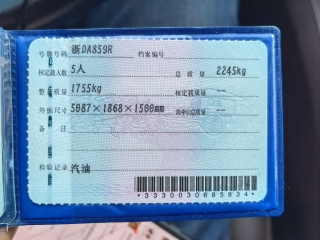 号牌号码 浙DA859R 档案编号
核定载人数 5人 总质量 2245kg
整备质量 1755kg 核定载质量 --
外廓尺寸 5087×1868×1500 准牵引总质量 --
备注
检验记录 汽油
*3330030685834*